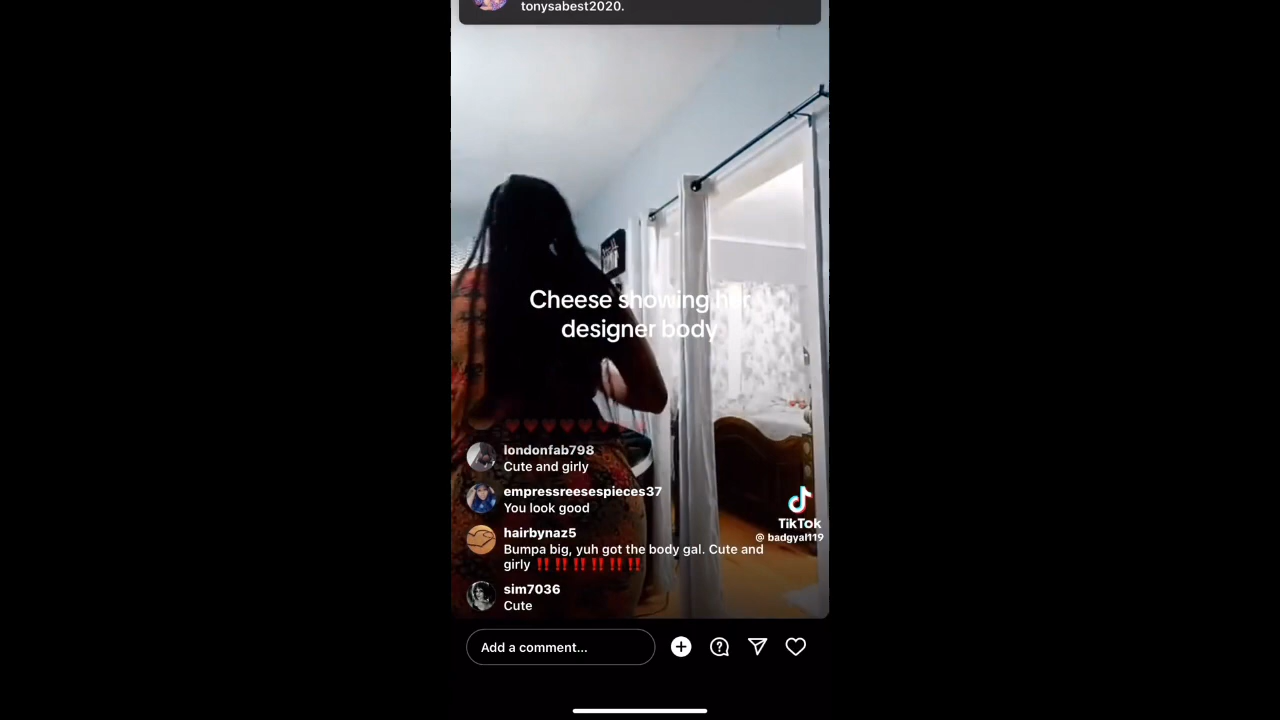 tonysabest2020.
Cheese showing her
designer body
londonfab798
Cute and girly
empressreesespieces37
You look good
hairbynaz5
Bumpa big, yuh got the body gal. Cute and
girly ‼️ ‼️ ‼️ ‼️ ‼️ ‼️
sim7036
Cute
TikTok
@ badgyal119
Add a comment...